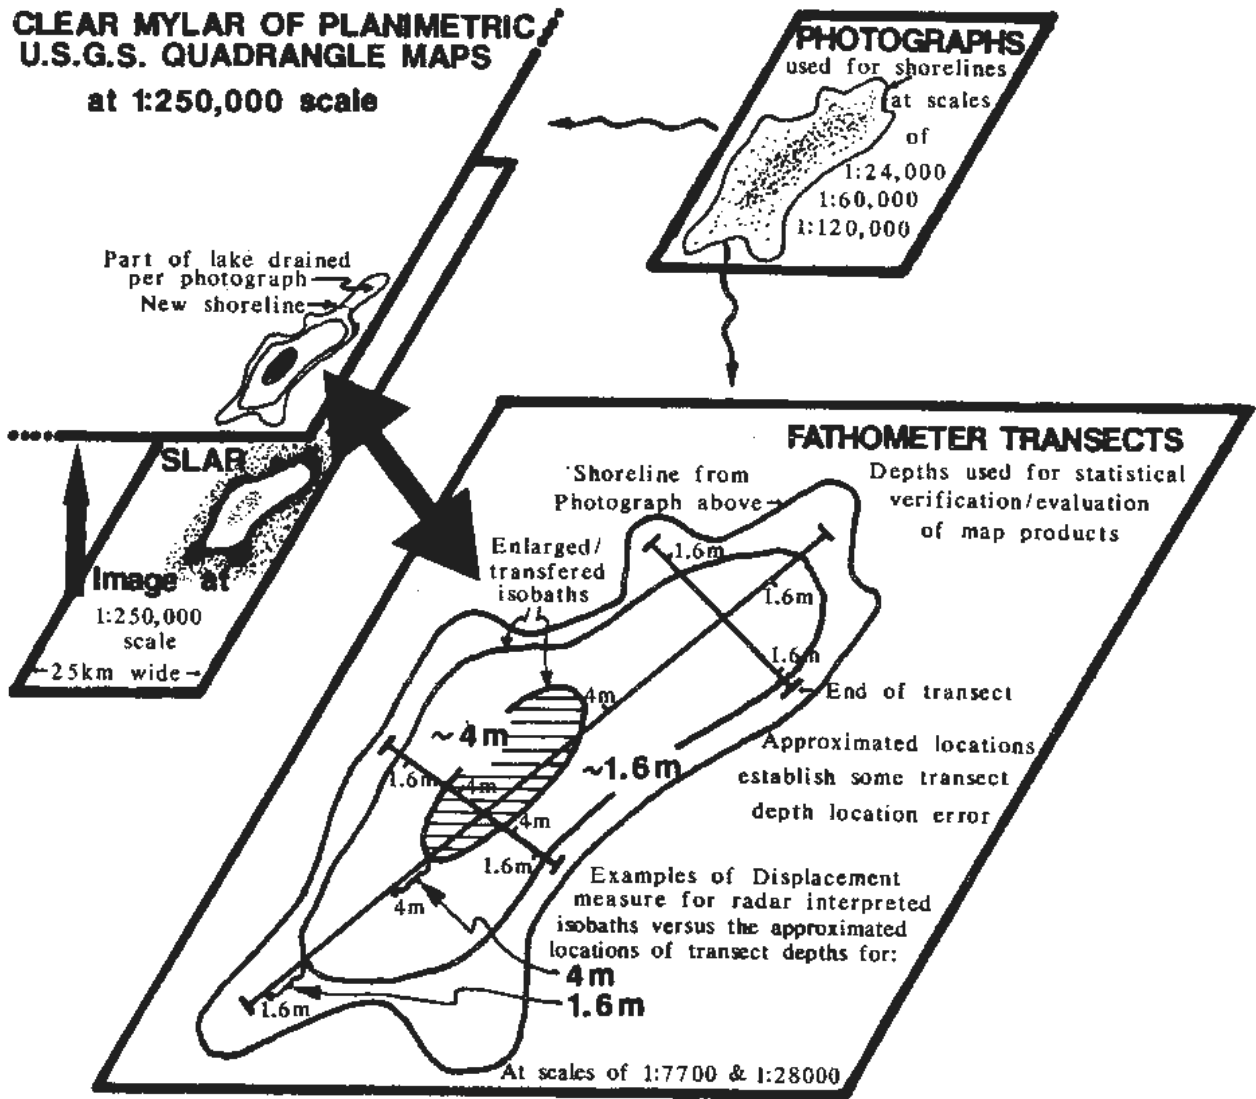 CLEAR MYLAR OF PLANIMETRIC
U.S.G.S. QUADRANGLE MAPS
at 1:250,000 scale
PHOTOGRAPHS
used for shorelines
at scales
of
1:24,000
1:60,000
1:120,000
Part of lake drained
per photograph
New shoreline
SLAR
Image at
1:250,000
scale
25km wide
FATHOMETER TRANSECTS
Depths used for statistical
verification/evaluation
of map products
Shoreline from
Photograph above
Enlarged/
transfered
isobaths
1.6m
1.6m
1.6m
End of transect
4m
~4m
~1.6m
Approximated locations
establish some transect
depth location error
1.6m
4m
4m
1.6m
4m
1.6m
Examples of Displacement
measure for radar interpreted
isobaths versus the approximated
locations of transect depths for:
4m
1.6m
At scales of 1:7700 & 1:28000